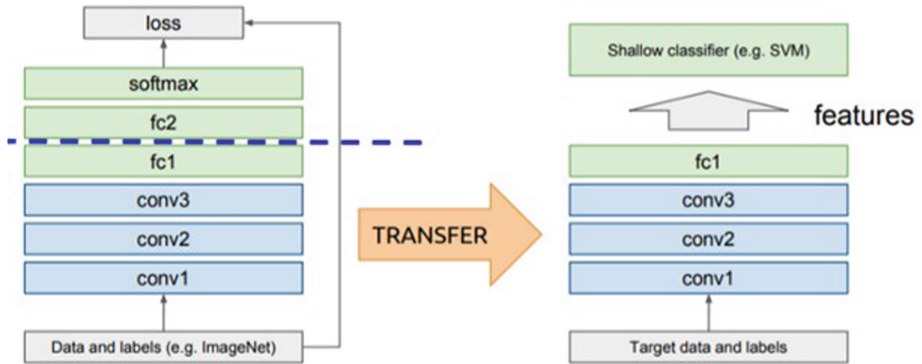 loss
softmax
fc2
fc1
conv3
conv2
conv1
Data and labels (e.g. ImageNet)
TRANSFER
Shallow classifier (e.g. SVM)
features
fc1
conv3
conv2
conv1
Target data and labels